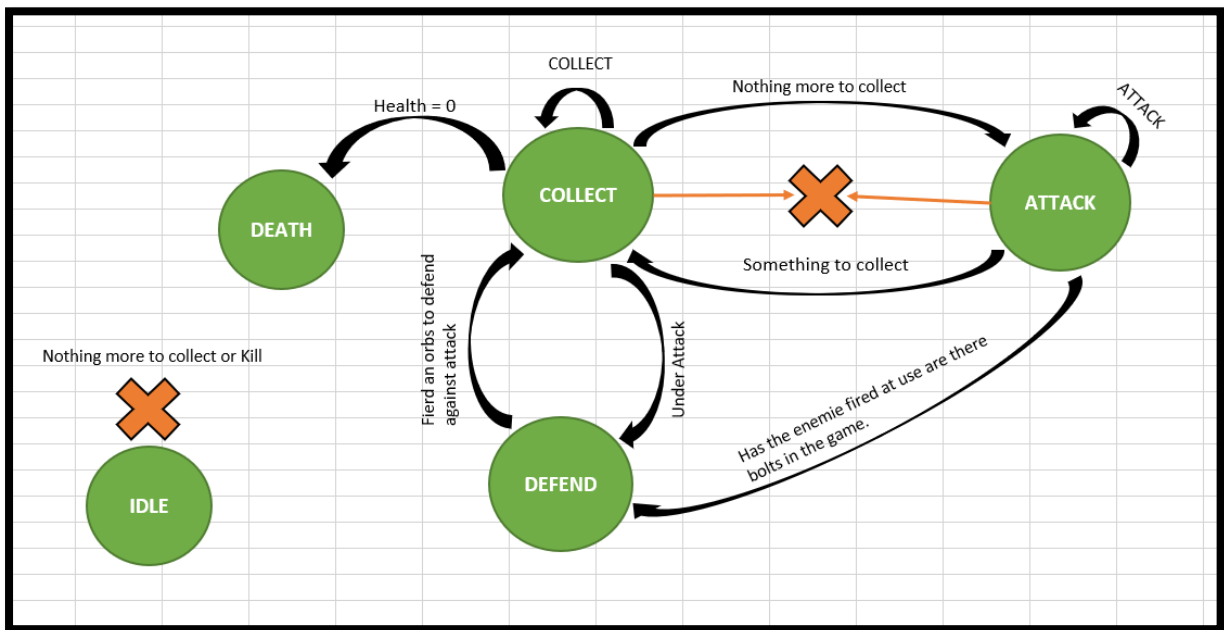 COLLECT
Nothing more to collect
ATTACK
Health = 0
COLLECT
ATTACK
DEATH
Something to collect
Fierd an orbs to defend
against attack
Under Attack
Nothing more to collect or Kill
Has the enemie fired at use are there
bolts in the game.
DEFEND
IDLE